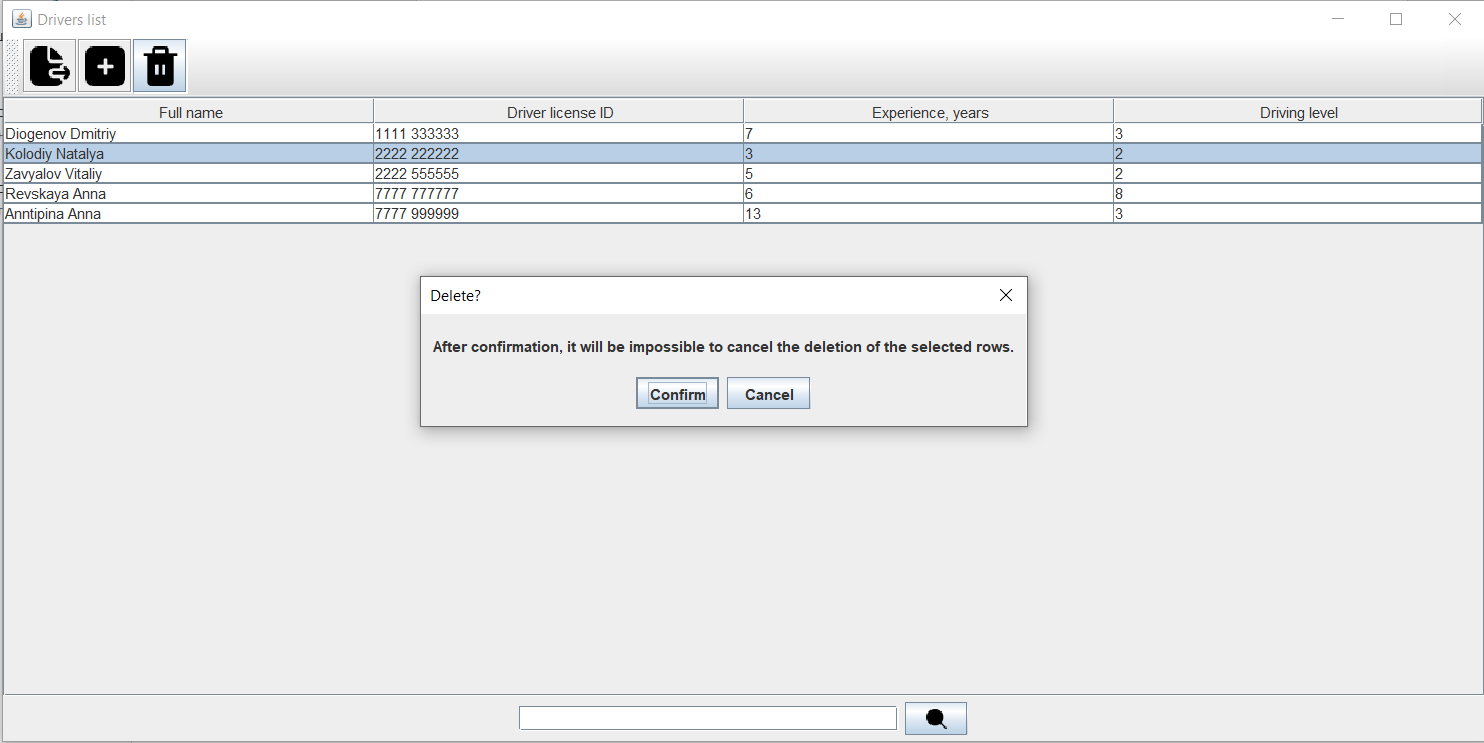 Drivers list
Full name Driver license ID Experience, years Driving level
Diogenov Dmitriy 1111 333333 7 3
Kolodiy Natalya 2222 222222 3 2
Zavyalov Vitaliy 2222 555555 5 2
Revskaya Anna 7777 777777 6 8
Anntipina Anna 7777 999999 13 3
Delete?
After confirmation, it will be impossible to cancel the deletion of the selected rows.
Confirm Cancel